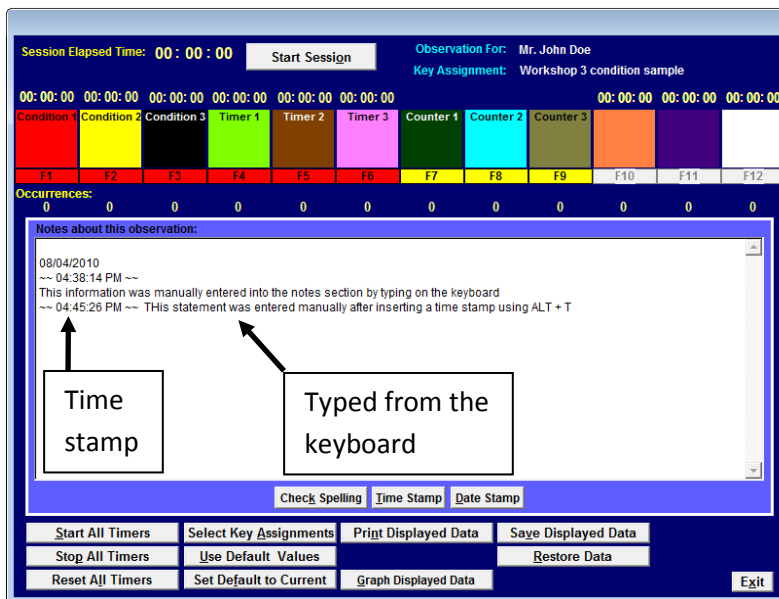 Session Elapsed Time: 00: 00 : 00 Start Session Observation For: Mr. John Doe
Key Assignment: Workshop 3 condition sample
00: 00: 00 00: 00: 00 00: 00: 00 00: 00: 00 00: 00: 00 00: 00: 00 00: 00: 00 00: 00: 00 00: 00: 00
Condition 1 Condition 2 Condition 3 Timer 1 Timer 2 Timer 3 Counter 1 Counter 2 Counter 3
F1 F2 F3 F4 F5 F6 F7 F8 F9 F10 F11 F12
Occurrences:
0 0 0 0 0 0 0 0 0 0 0 0
Notes about this observation:
08/04/2010
~~ 04:38:14 PM ~~
This information was manually entered into the notes section by typing on the keyboard
~~ 04:45:26 PM ~~ THis statement was entered manually after inserting a time stamp using ALT + T
Time
stamp
Typed from the
keyboard
Check Spelling Time Stamp Date Stamp
Start All Timers Select Key Assignments Print Displayed Data Save Displayed Data
Stop All Timers Use Default Values Restore Data
Reset All Timers Set Default to Current Graph Displayed Data Exit